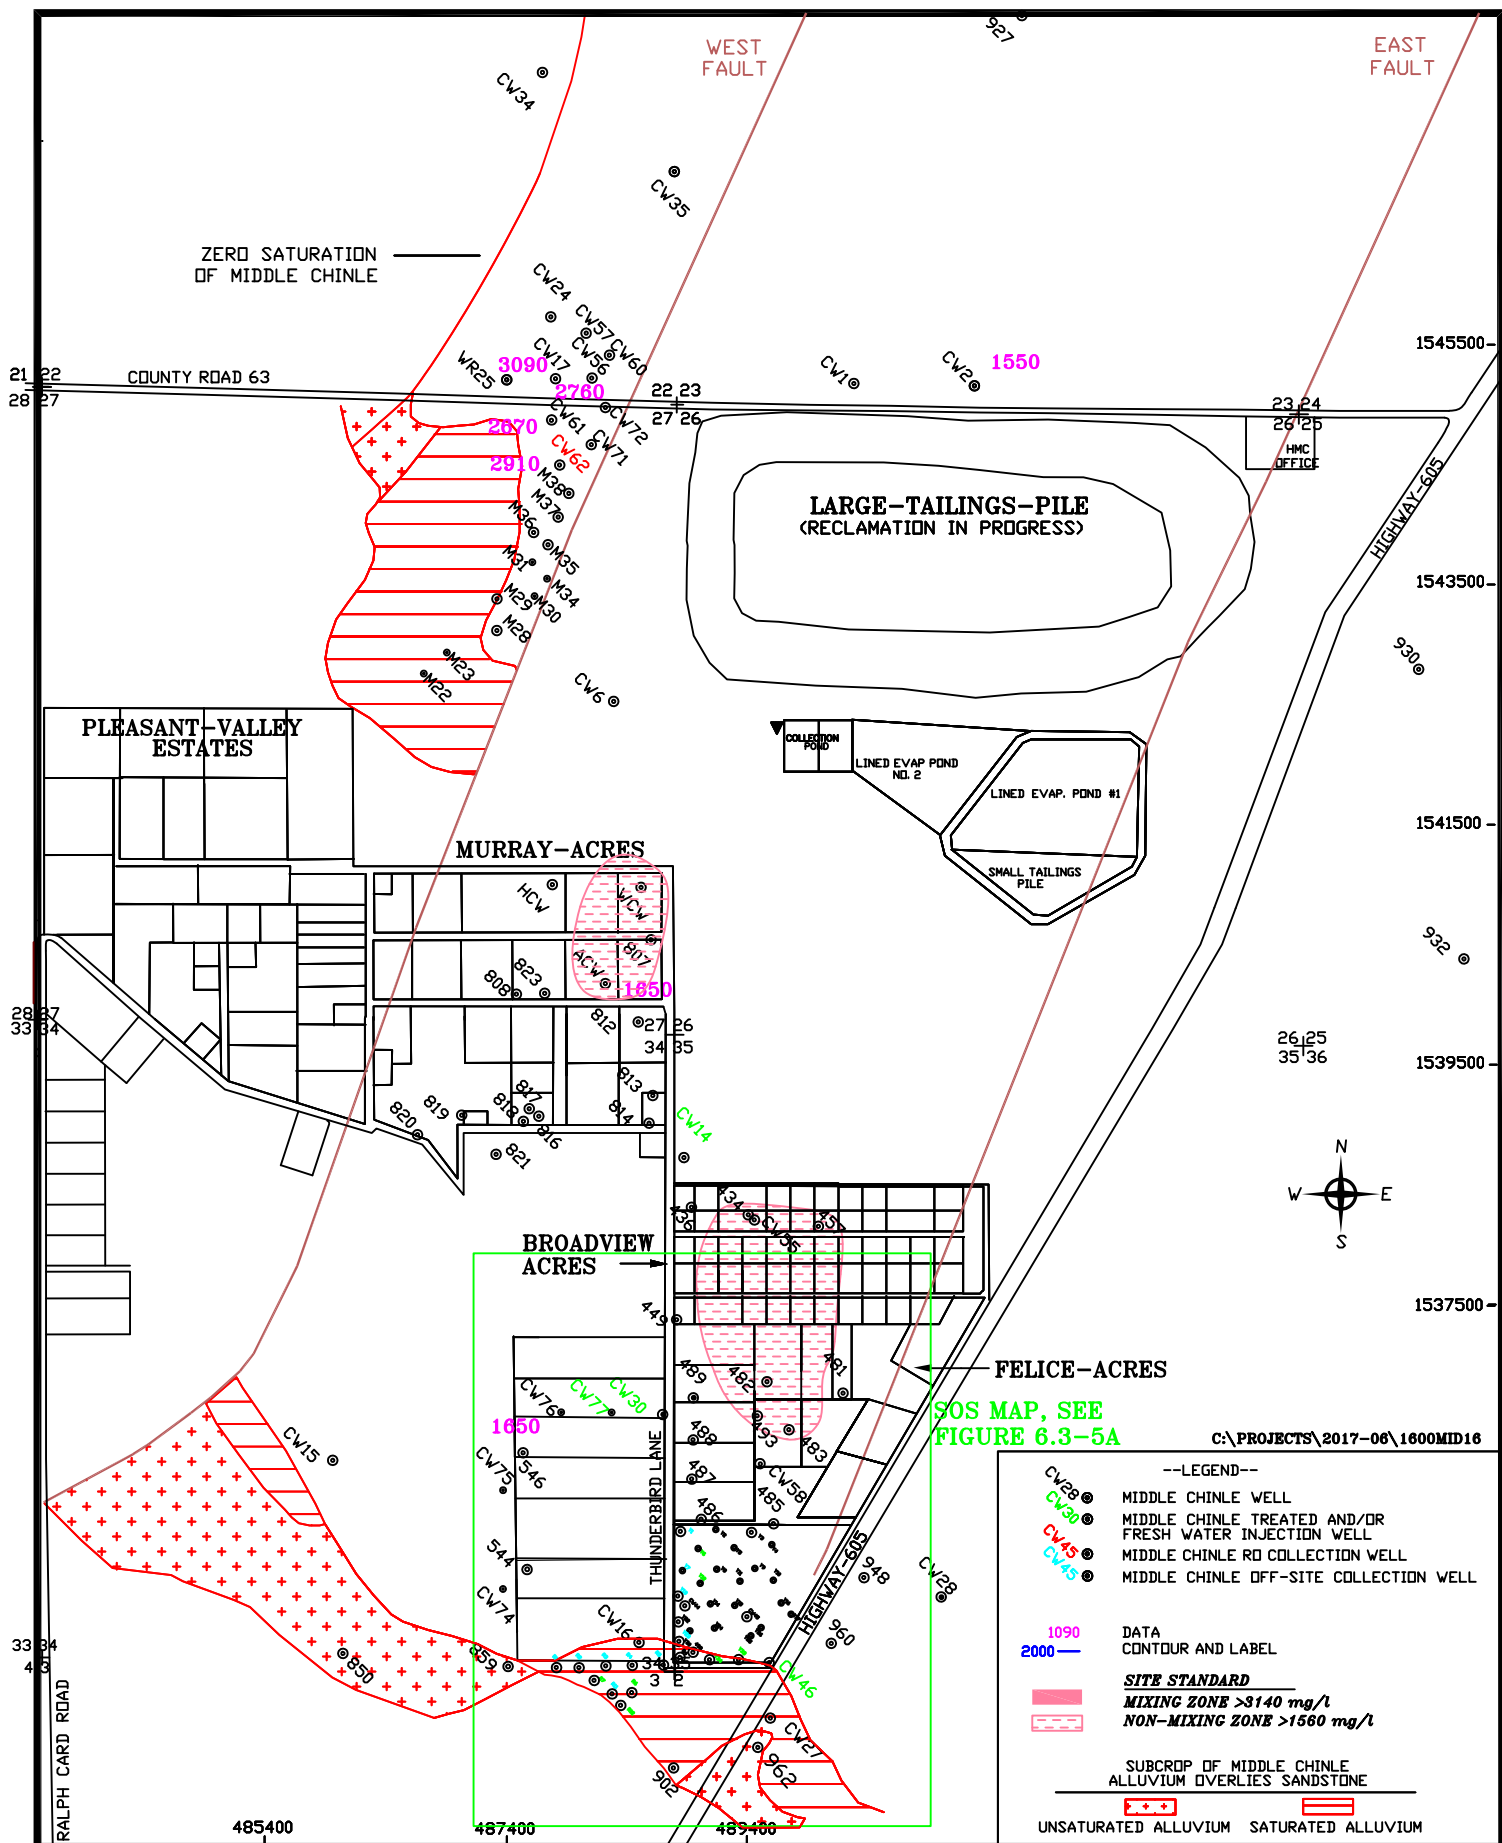 927
WEST
FAULT
EAST
FAULT
CW34
CW35
ZERO SATURATION
OF MIDDLE CHINLE
CW24
CW57
CW60
CW56
CW17
WR25
3090
2760
CW1
CW2
1550
1545500
21 22
28 27
COUNTY ROAD 63
22 23
27 26
23 24
26 25
HMC
OFFICE
CW72
CW61
2670
CW71
CW62
2910
M38
M37
M36
M35
M31
M34
M30
M29
M28
M23
M22
CW6
LARGE-TAILINGS-PILE
(RECLAMATION IN PROGRESS)
HIGHWAY-605
1543500
930
PLEASANT-VALLEY
ESTATES
COLLECTION
POND
LINED EVAP POND
NO. 2
LINED EVAP. POND #1
SMALL TAILINGS
PILE
1541500
MURRAY-ACRES
HCW
WCW
807
ACW
823
808
1650
812
932
28 27
33 34
27 26
34 35
26 25
35 36
1539500
813
814
817
818
816
819
820
821
CW14
N
W E
S
436
434
CW55
457
BROADVIEW
ACRES
449
1537500
489
482
481
FELICE-ACRES
SOS MAP, SEE
FIGURE 6.3-5A
CW76
CW77
CW30
1650
CW15
CW75
546
488
493
483
487
CW58
485
486
THUNDERBIRD LANE
544
CW74
CW16
HIGHWAY-605
948
CW28
960
CW46
33 34
4 3
850
859
34
3 2
902
962
CW27
RALPH CARD ROAD
485400
487400
489400
C:\PROJECTS\2017-06\1600MID16
--LEGEND--
CW28 MIDDLE CHINLE WELL
CW30 MIDDLE CHINLE TREATED AND/OR
FRESH WATER INJECTION WELL
CW45 MIDDLE CHINLE RO COLLECTION WELL
CW45 MIDDLE CHINLE OFF-SITE COLLECTION WELL
1090 DATA
2000 CONTOUR AND LABEL
SITE STANDARD
MIXING ZONE >3140 mg/l
NON-MIXING ZONE >1560 mg/l
SUBCROP OF MIDDLE CHINLE
ALLUVIUM OVERLIES SANDSTONE
UNSATURATED ALLUVIUM SATURATED ALLUVIUM